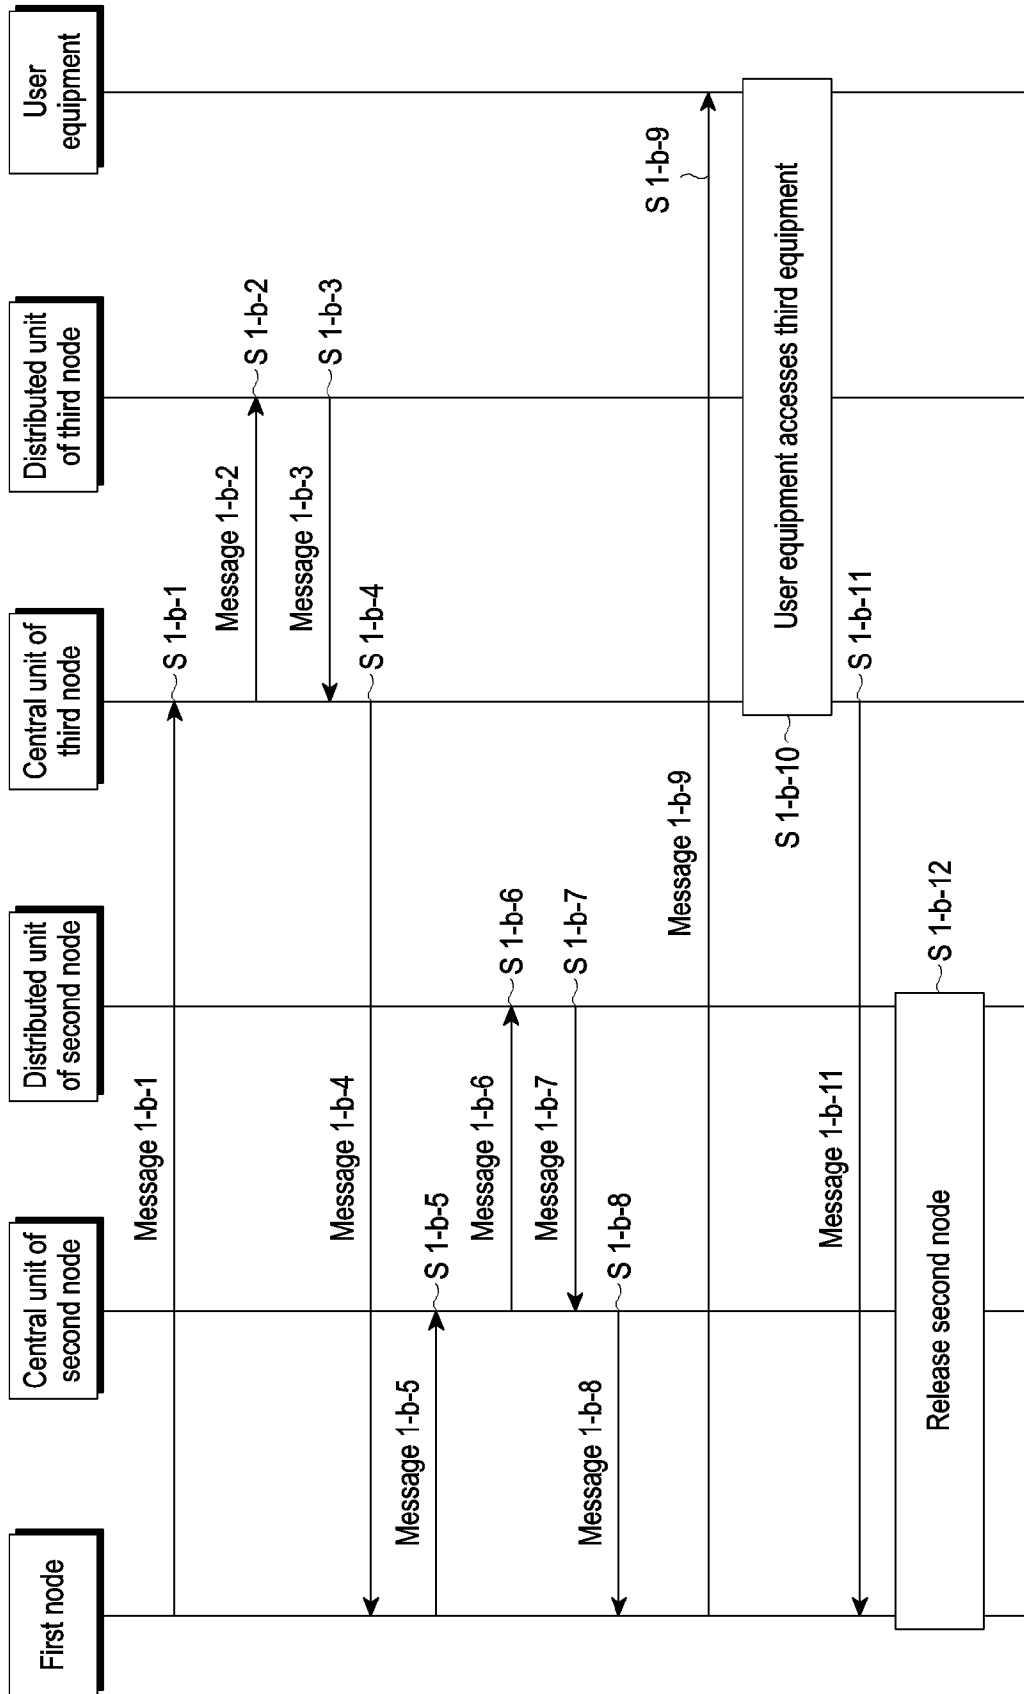 First node
Central unit of
second node
Distributed unit
of second node
Central unit of
third node
Distributed unit
of third node
User
equipment
Message 1-b-1
S 1-b-1
Message 1-b-2
S 1-b-2
Message 1-b-3
S 1-b-3
Message 1-b-4
S 1-b-4
Message 1-b-5
S 1-b-5
Message 1-b-6
S 1-b-6
Message 1-b-7
S 1-b-7
Message 1-b-8
S 1-b-8
Message 1-b-9
S 1-b-9
S 1-b-10
User equipment accesses third equipment
Message 1-b-11
S 1-b-11
Release second node
S 1-b-12